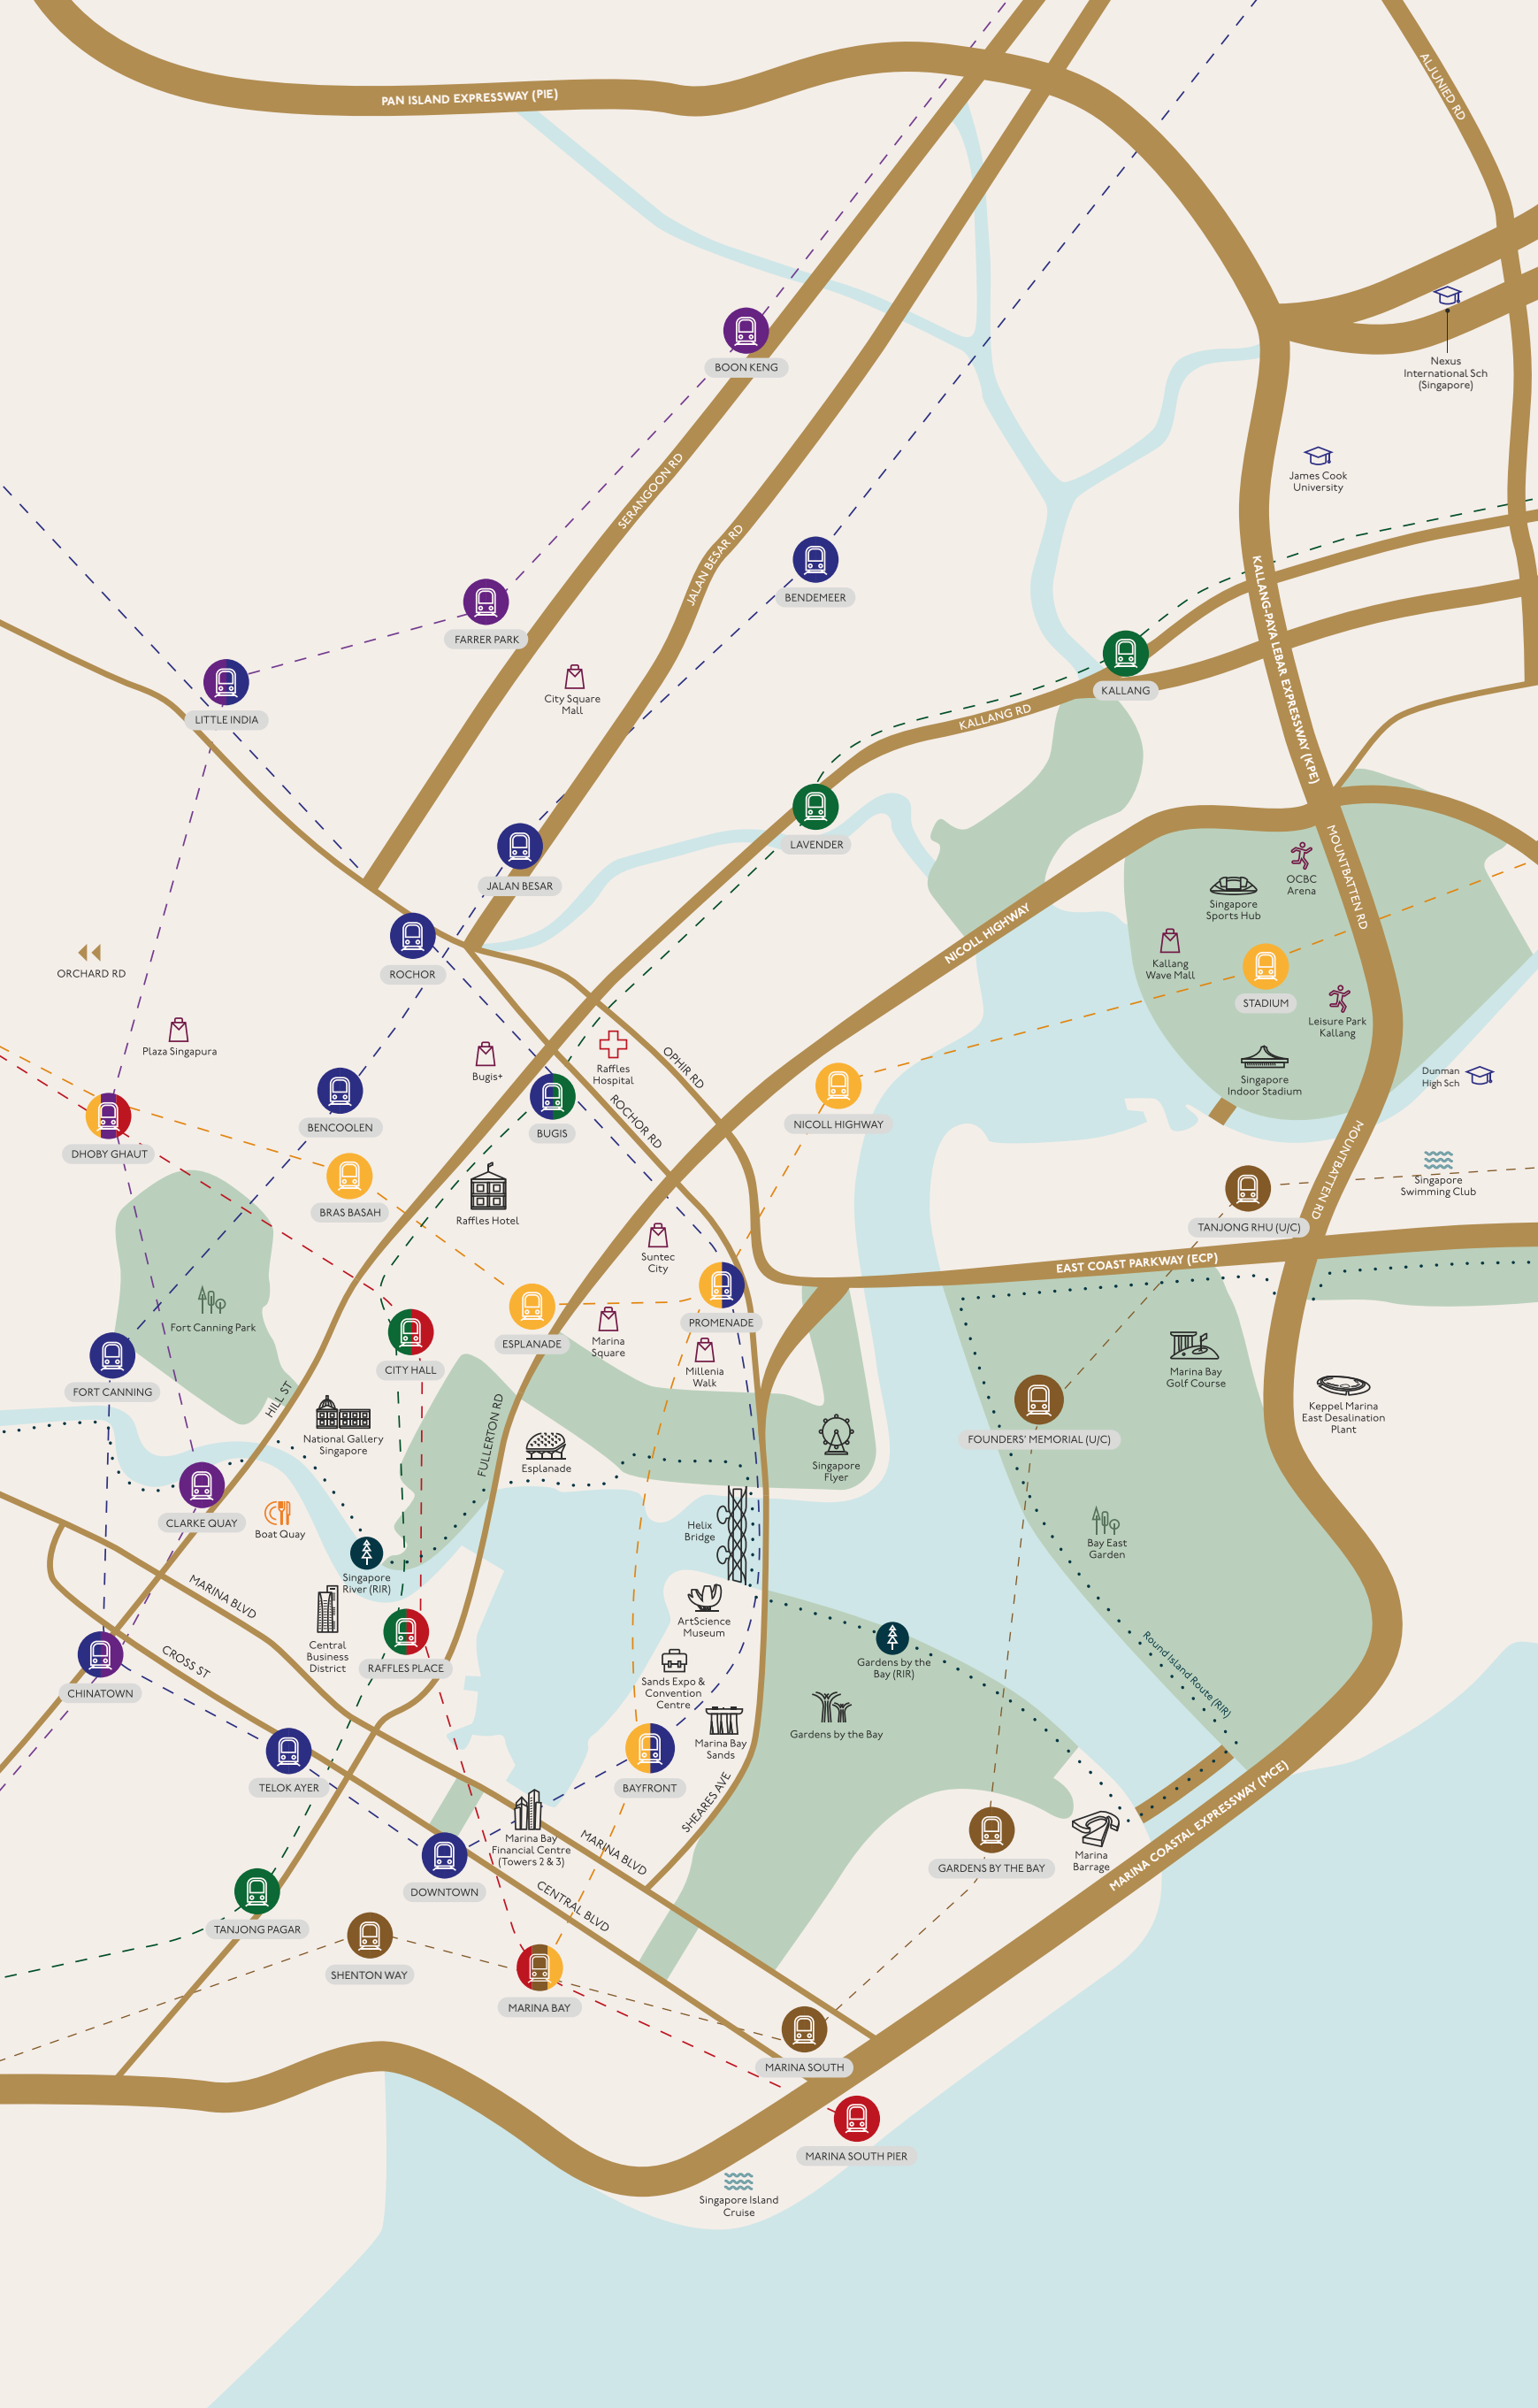 PAN ISLAND EXPRESSWAY (PIE)
ALJUNIED RD
Nexus
International Sch
(Singapore)
BOON KENG
SERANGOON RD
JALAN BESAR RD
James Cook
University
BENDEMEER
FARRER PARK
KALLANG-PAYA LEBAR EXPRESSWAY (KPE)
City Square
Mall
KALLANG
KALLANG RD
LITTLE INDIA
LAVENDER
JALAN BESAR
MOUNTBATTEN RD
OCBC
Arena
Singapore
Sports Hub
NICOLL HIGHWAY
Kallang
Wave Mall
ROCHOR
ORCHARD RD
STADIUM
Leisure Park
Kallang
Plaza Singapura
Bugis+
Raffles
Hospital
OPHIR RD
Singapore
Indoor Stadium
Dunman
High Sch
BENCOOLEN
BUGIS
ROCHOR RD
NICOLL HIGHWAY
DHOBY GHAUT
MOUNTBATTEN RD
Singapore
Swimming Club
BRAS BASAH
Raffles Hotel
TANJONG RHU (U/C)
Suntec
City
EAST COAST PARKWAY (ECP)
Fort Canning Park
PROMENADE
ESPLANADE
Marina
Square
CITY HALL
Millenia
Walk
Marina Bay
Golf Course
FORT CANNING
HILL ST
Keppel Marina
East Desalination
Plant
National Gallery
Singapore
FULLERTON RD
Esplanade
Singapore
Flyer
FOUNDERS' MEMORIAL (U/C)
CLARKE QUAY
Boat Quay
Helix
Bridge
Bay East
Garden
Singapore
River (RIR)
MARINA BLVD
ArtScience
Museum
Central
Business
District
RAFFLES PLACE
Gardens by the
Bay (RIR)
Round Island Route (RIR)
CROSS ST
CHINATOWN
Sands Expo &
Convention
Centre
Marina Bay
Sands
Gardens by the Bay
TELOK AYER
BAYFRONT
SHEARES AVE
Marina Bay
Financial Centre
(Towers 2 & 3)
MARINA BLVD
GARDENS BY THE BAY
Marina
Barrage
MARINA COASTAL EXPRESSWAY (MCE)
DOWNTOWN
CENTRAL BLVD
TANJONG PAGAR
SHENTON WAY
MARINA BAY
MARINA SOUTH
MARINA SOUTH PIER
Singapore Island
Cruise